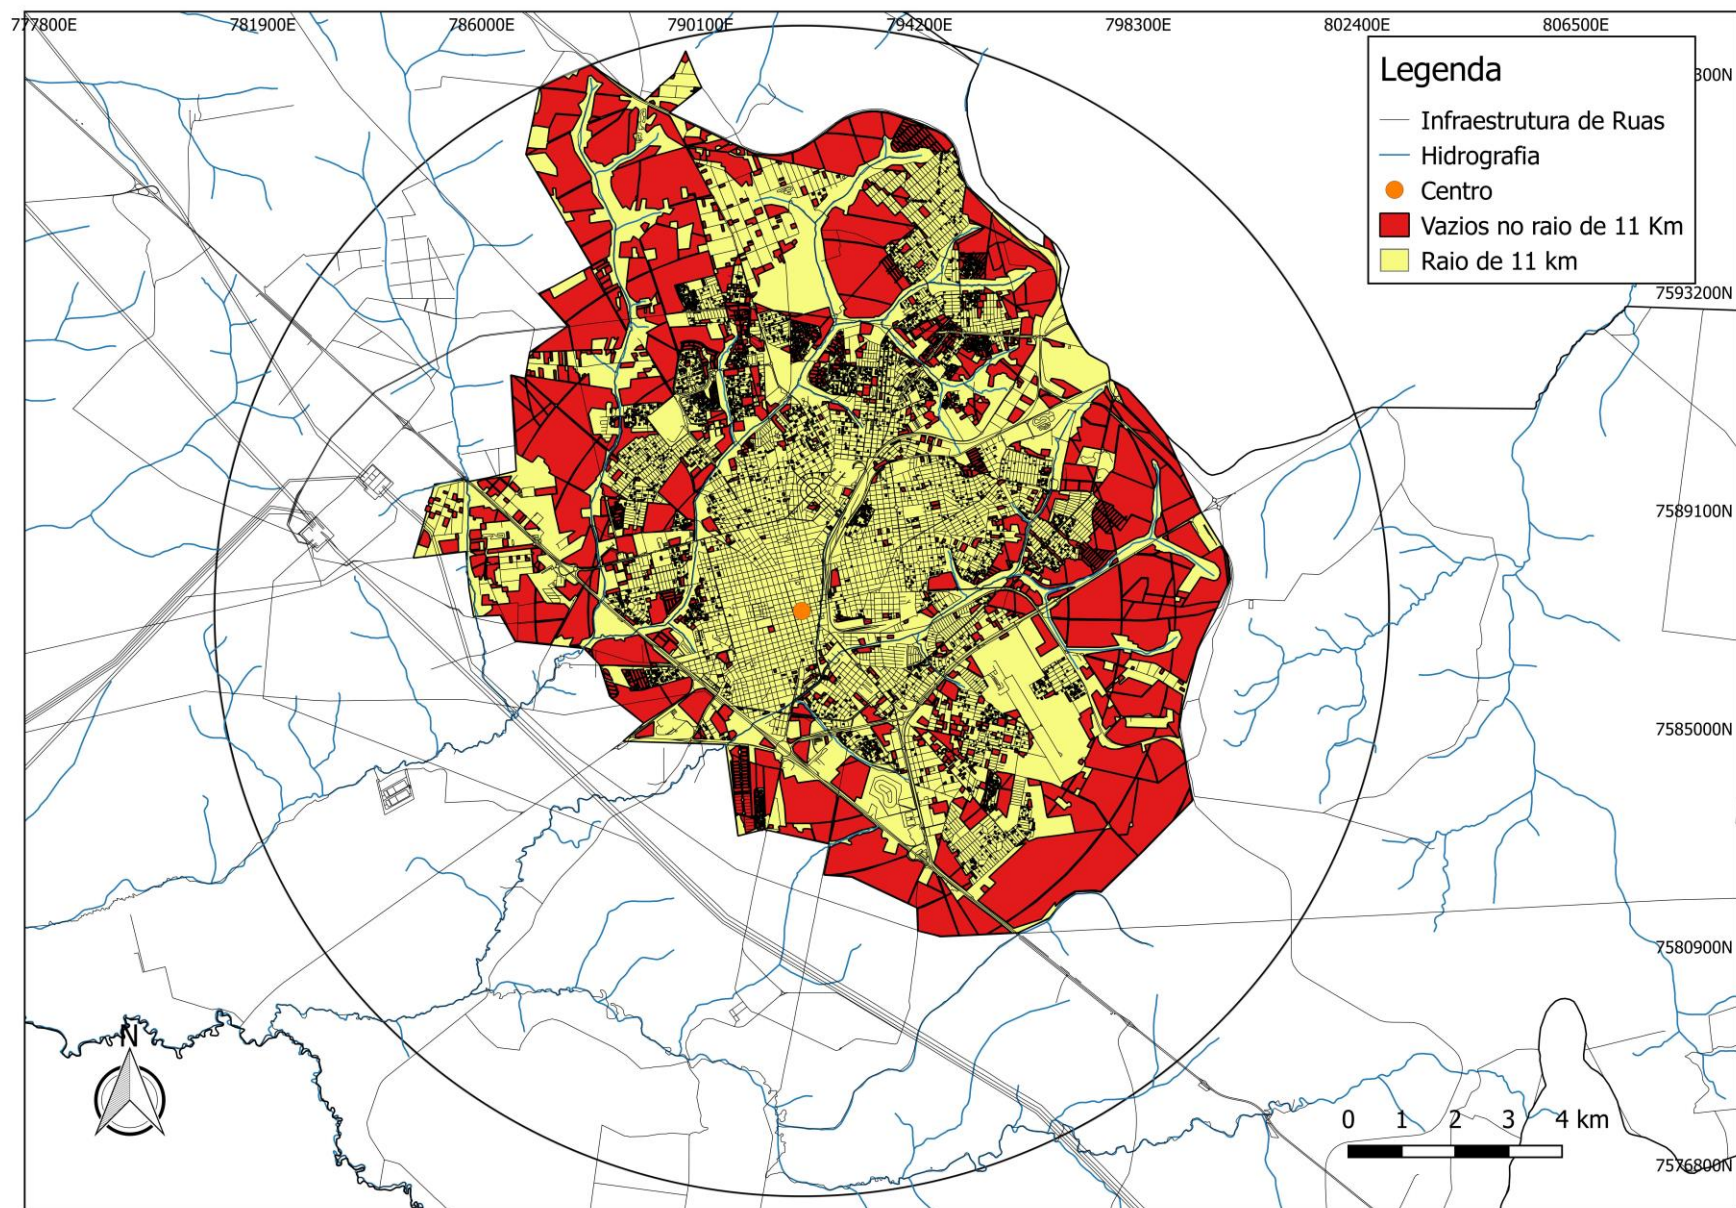 777800E 781900E 786000E 790100E 794200E 798300E 802400E 806500E
Legenda
300N
Infraestrutura de Ruas
Hidrografia
Centro
Vazios no raio de 11 Km
Raio de 11 km
7593200N
7589100N
7585000N
7580900N
N
0 1 2 3 4 km
7576800N